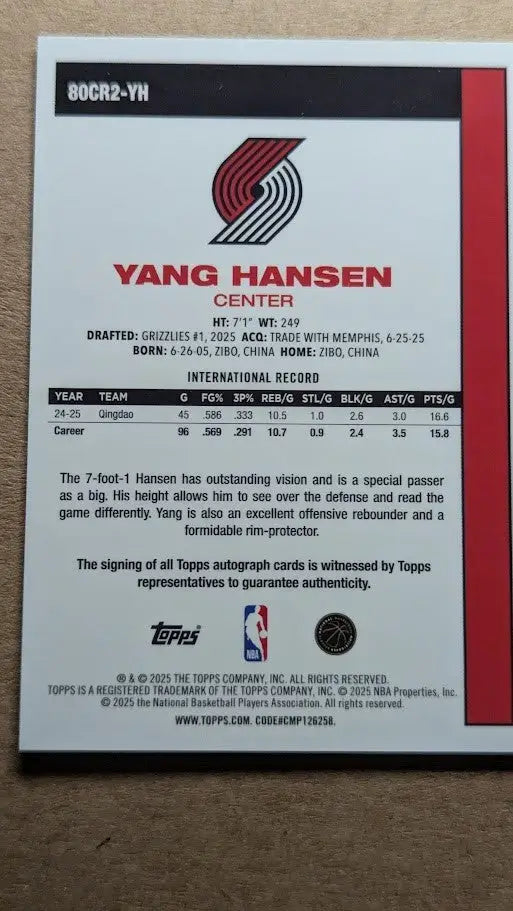 80CR2-YH
YANG HANSEN
CENTER
HT: 7'1" WT: 249
DRAFTED: GRIZZLIES #1, 2025 ACQ: TRADE WITH MEMPHIS, 6-25-25
BORN: 6-26-05, ZIBO, CHINA HOME: ZIBO, CHINA
INTERNATIONAL RECORD
YEAR TEAM G FG% 3P% REB/G STL/G BLK/G AST/G PTS/G
24-25 Qingdao 45 .586 .333 10.5 1.0 2.6 3.0 16.6
Career 96 .569 .291 10.7 0.9 2.4 3.5 15.8
The 7-foot-1 Hansen has outstanding vision and is a special passer
as a big. His height allows him to see over the defense and read the
game differently. Yang is also an excellent offensive rebounder and a
formidable rim-protector.
The signing of all Topps autograph cards is witnessed by Topps
representatives to guarantee authenticity.
Topps
NBA
® & © 2025 THE TOPPS COMPANY, INC. ALL RIGHTS RESERVED.
TOPPS IS A REGISTERED TRADEMARK OF THE TOPPS COMPANY, INC. © 2025 NBA Properties, Inc.
© 2025 the National Basketball Players Association. All rights reserved.
WWW.TOPPS.COM. CODE#CMP126258.